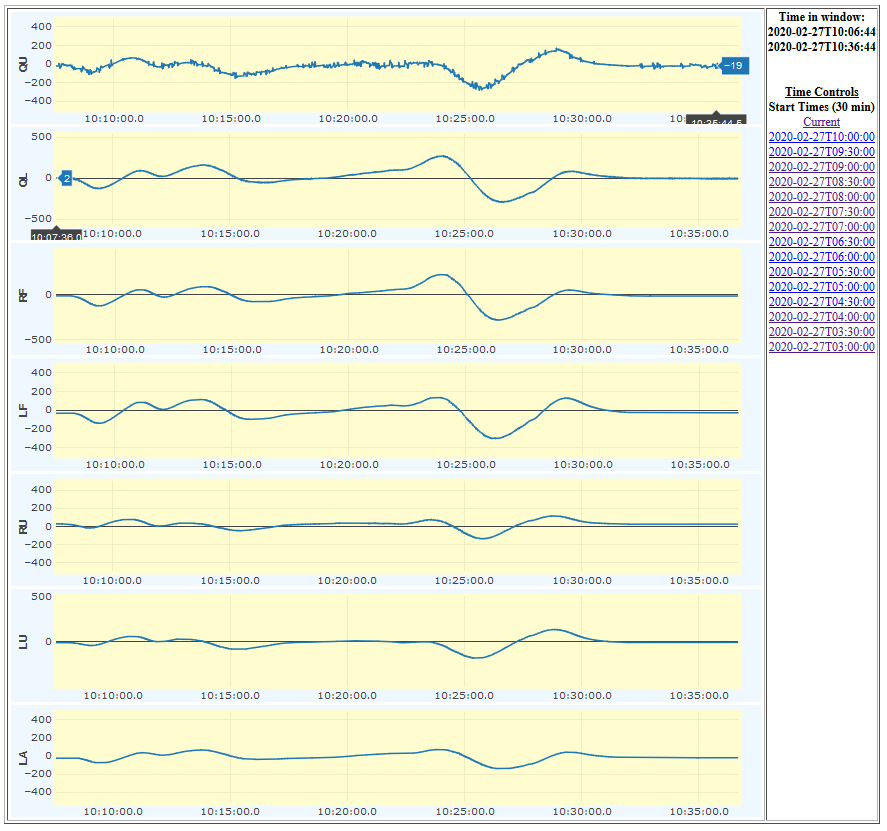 QU
400
200
0
−200
−400
−19
10:10:00.0 10:15:00.0 10:20:00.0 10:25:00.0 10:30:00.0
10:35:44.5
QL
500
0
−500
2
10:07:36.0 10:10:00.0 10:15:00.0 10:20:00.0 10:25:00.0 10:30:00.0 10:35:00.0
RF
0
−500
10:10:00.0 10:15:00.0 10:20:00.0 10:25:00.0 10:30:00.0 10:35:00.0
LF
400
200
0
−200
−400
10:10:00.0 10:15:00.0 10:20:00.0 10:25:00.0 10:30:00.0 10:35:00.0
RU
400
200
0
−200
−400
10:10:00.0 10:15:00.0 10:20:00.0 10:25:00.0 10:30:00.0 10:35:00.0
LU
500
0
10:10:00.0 10:15:00.0 10:20:00.0 10:25:00.0 10:30:00.0 10:35:00.0
LA
400
200
0
−200
−400
10:10:00.0 10:15:00.0 10:20:00.0 10:25:00.0 10:30:00.0 10:35:00.0
Time in window:
2020-02-27T10:06:44
2020-02-27T10:36:44
Time Controls
Start Times (30 min)
Current
2020-02-27T10:00:00
2020-02-27T09:30:00
2020-02-27T09:00:00
2020-02-27T08:30:00
2020-02-27T08:00:00
2020-02-27T07:30:00
2020-02-27T07:00:00
2020-02-27T06:30:00
2020-02-27T06:00:00
2020-02-27T05:30:00
2020-02-27T05:00:00
2020-02-27T04:30:00
2020-02-27T04:00:00
2020-02-27T03:30:00
2020-02-27T03:00:00